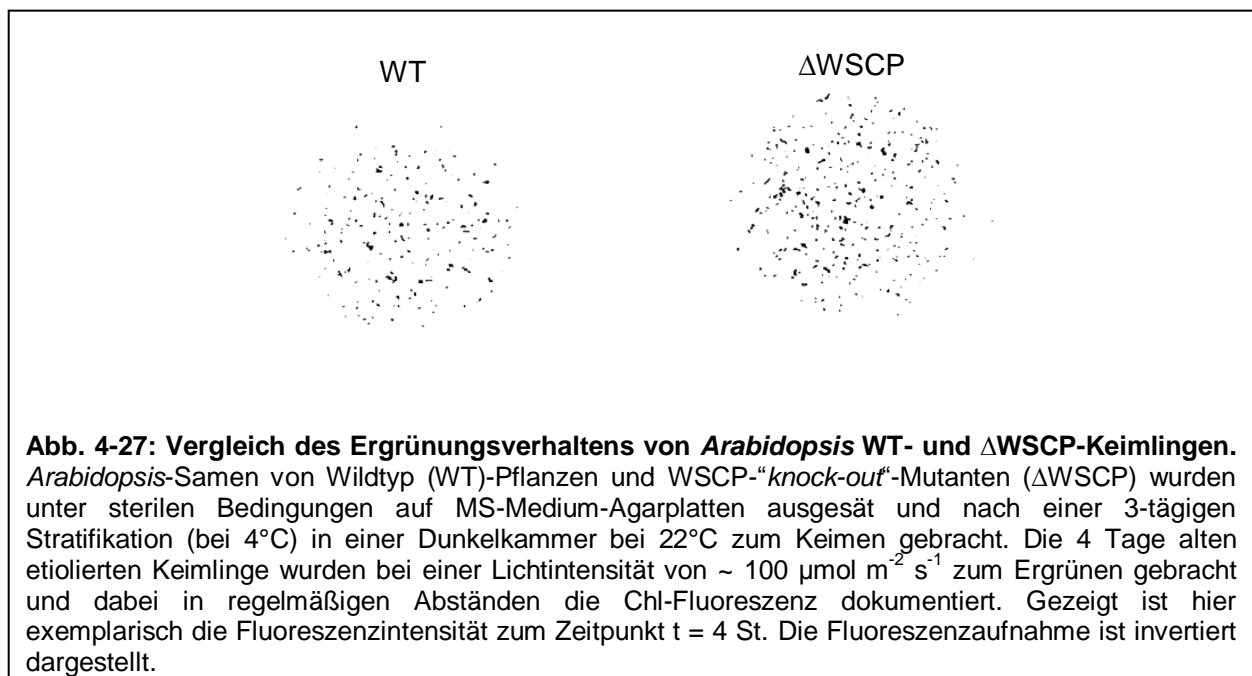 WT
ΔWSCP
Abb. 4-27: Vergleich des Ergrünungsverhaltens von Arabidopsis WT- und ΔWSCP-Keimlingen.
Arabidopsis-Samen von Wildtyp (WT)-Pflanzen und WSCP-“knock-out“-Mutanten (ΔWSCP) wurden
unter sterilen Bedingungen auf MS-Medium-Agarplatten ausgesät und nach einer 3-tägigen
Stratifikation (bei 4°C) in einer Dunkelkammer bei 22°C zum Keimen gebracht. Die 4 Tage alten
etiolierten Keimlinge wurden bei einer Lichtintensität von ~ 100 µmol m⁻² s⁻¹ zum Ergrünen gebracht
und dabei in regelmäßigen Abständen die Chl-Fluoreszenz dokumentiert. Gezeigt ist hier
exemplarisch die Fluoreszenzintensität zum Zeitpunkt t = 4 St. Die Fluoreszenzaufnahme ist invertiert
dargestellt.